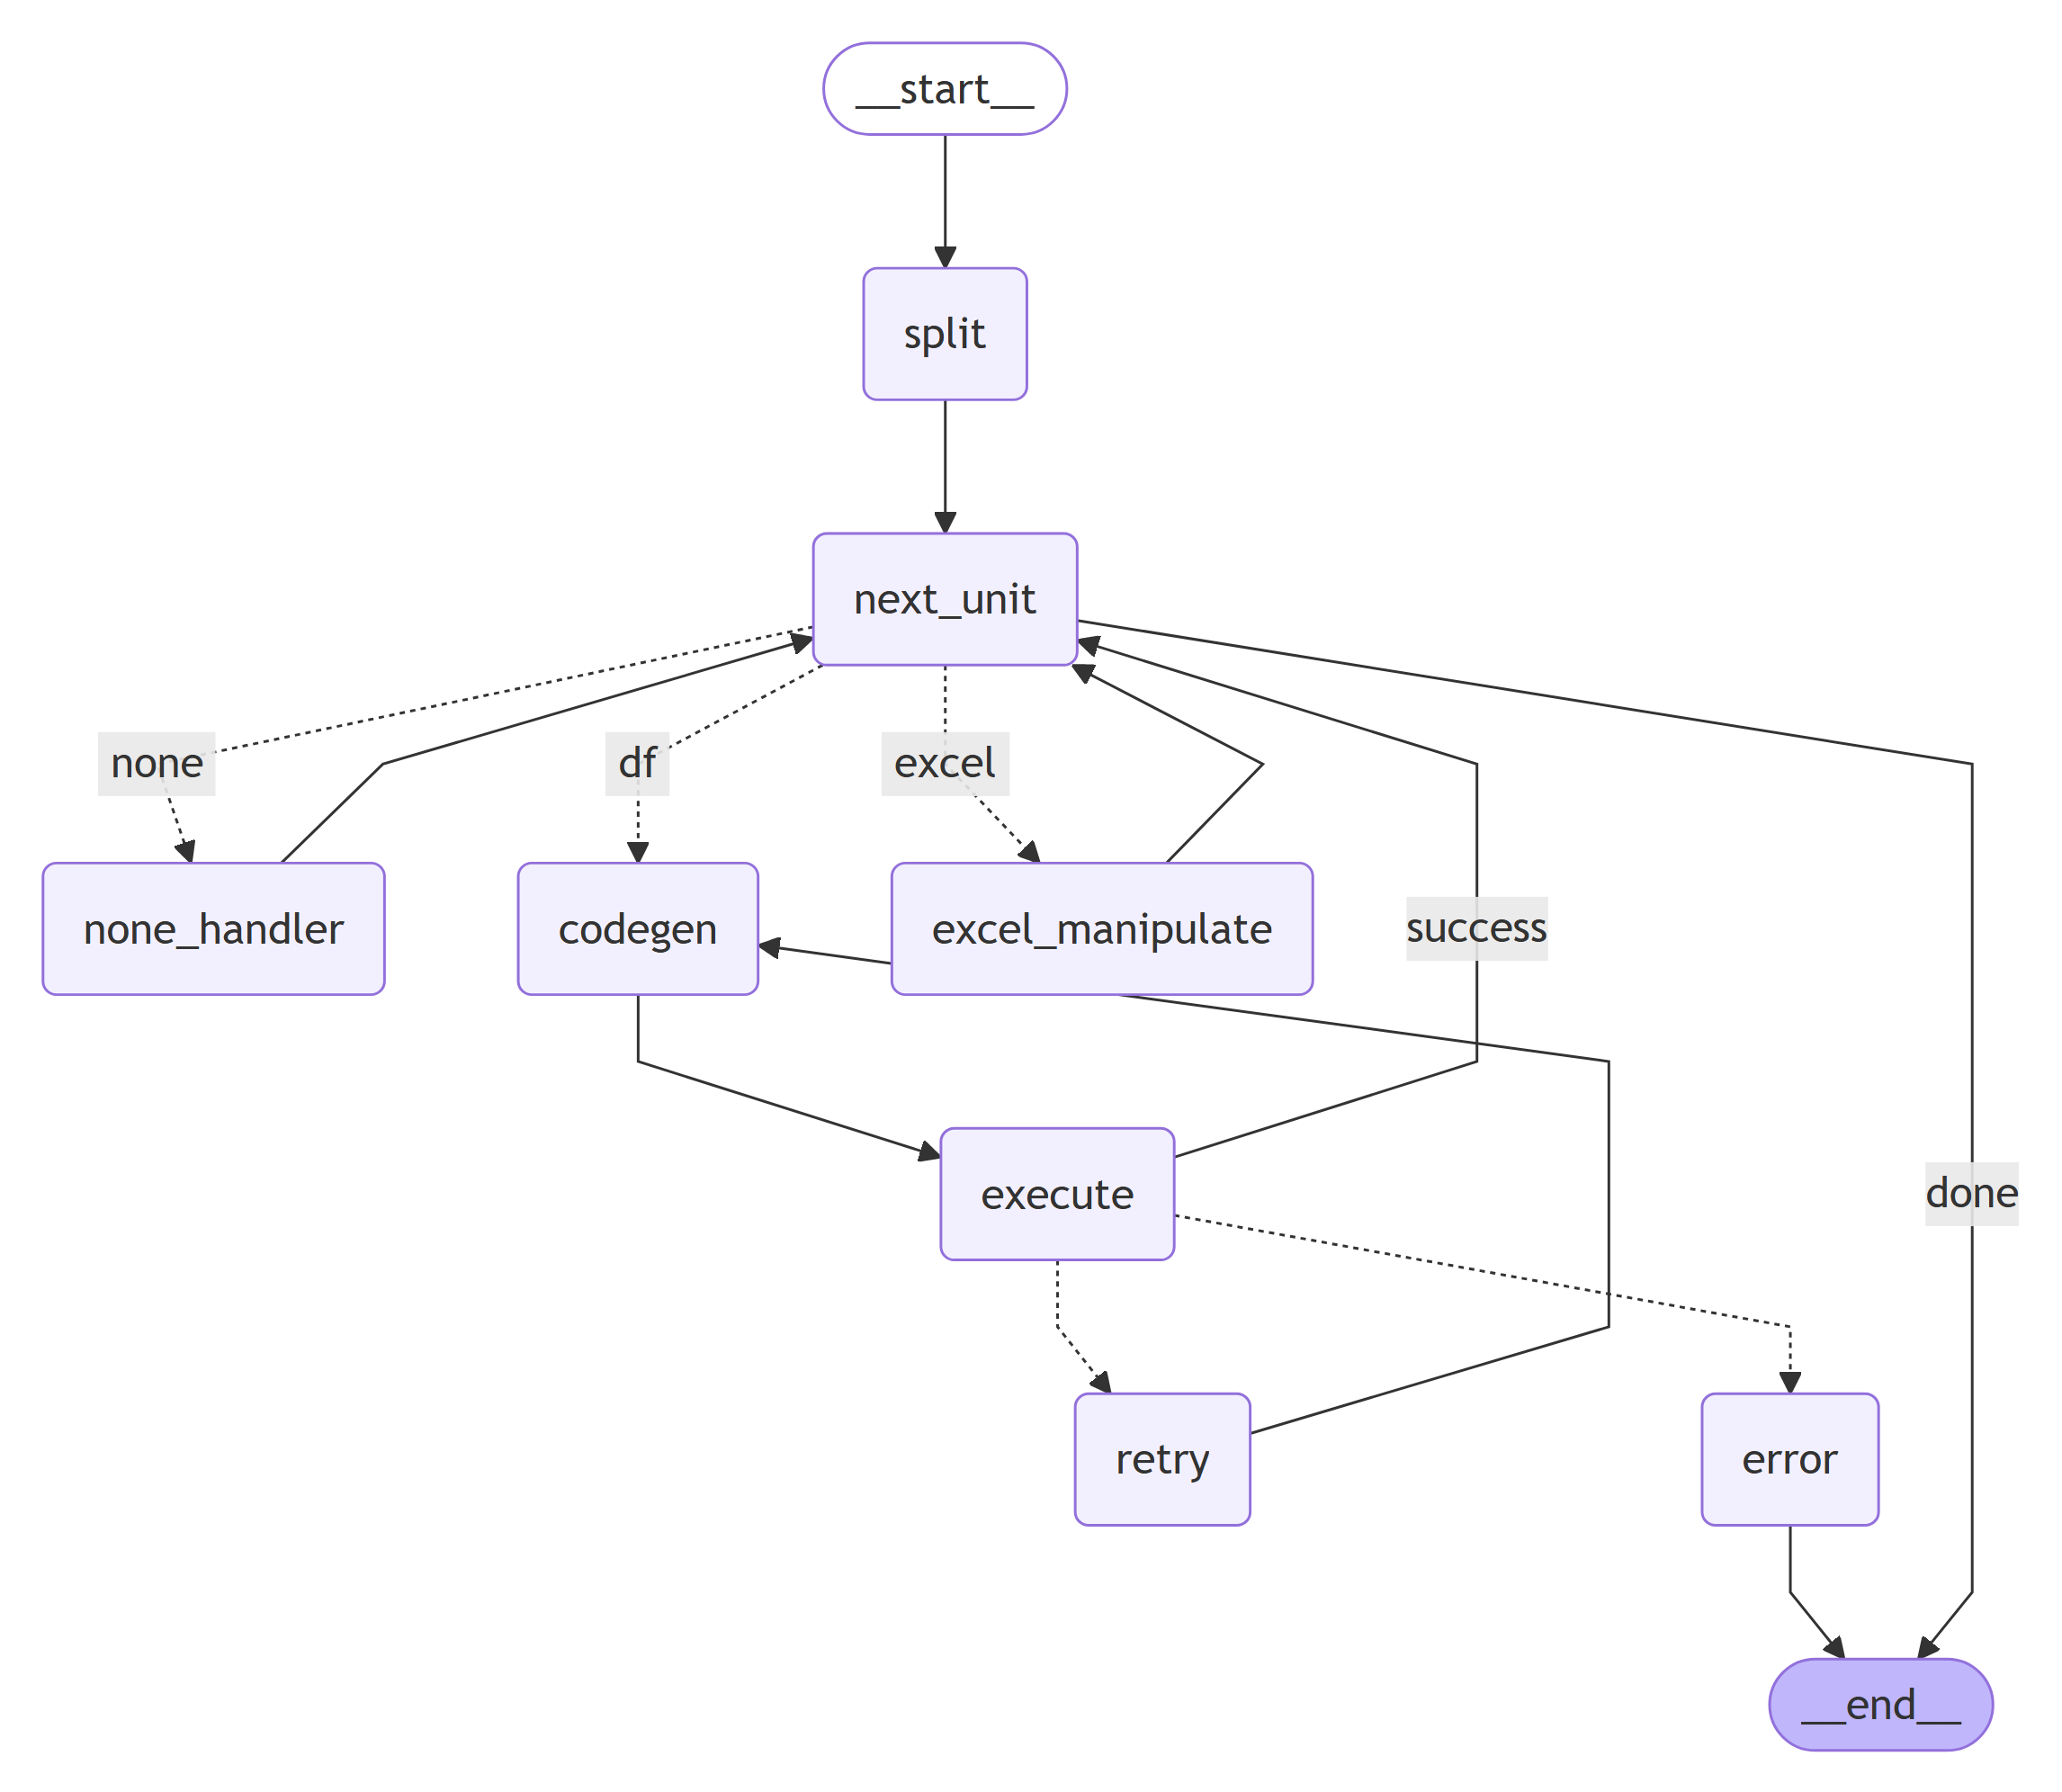 __start__
split
next_unit
none
df
excel
none_handler
codegen
excel_manipulate
success
execute
done
retry
error
__end__